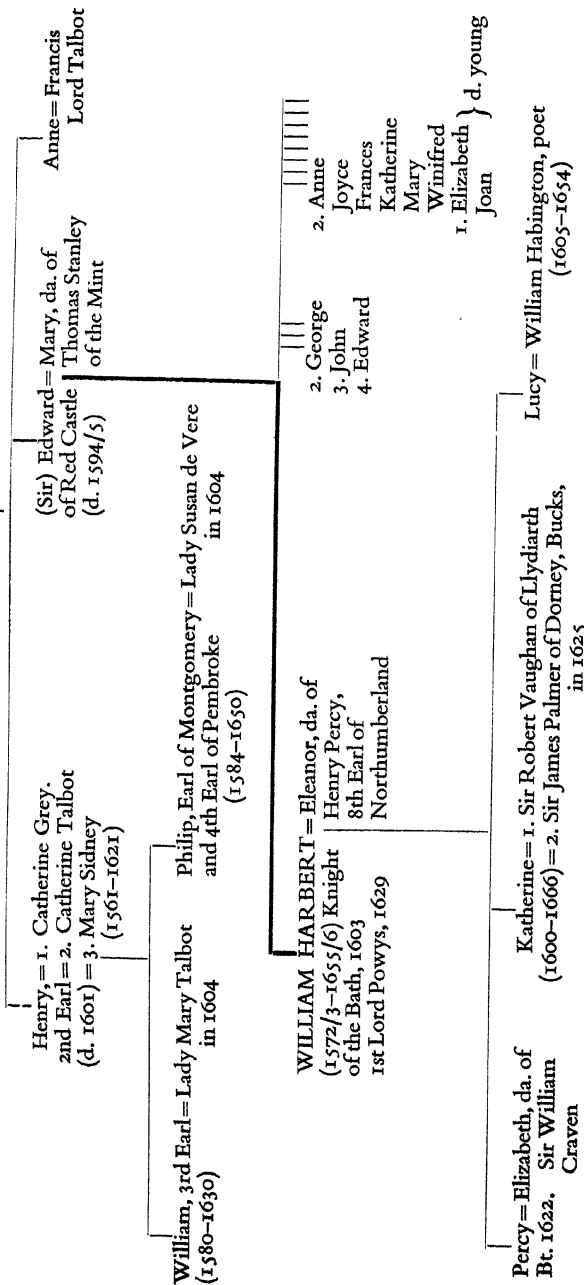 Henry,=1. Catherine Grey.
2nd Earl=2. Catherine Talbot
(d. 1601)=3. Mary Sidney
(1561–1621)
(Sir) Edward=Mary, da. of
of Red Castle Thomas Stanley
(d. 1594/5) of the Mint
Anne=Francis
Lord Talbot
William, 3rd Earl=Lady Mary Talbot
(1580–1630) in 1604
Philip, Earl of Montgomery=Lady Susan de Vere
and 4th Earl of Pembroke in 1604
(1584–1650)
WILLIAM HARBERT=Eleanor, da. of
(1572/3–1655/6) Knight Henry Percy,
of the Bath, 1603 8th Earl of
1st Lord Powys, 1629 Northumberland
2. George
3. John
4. Edward
2. Anne
Joyce
Frances
Katherine
Mary
Winifred
1. Elizabeth } d. young
Joan
Percy=Elizabeth, da. of
Bt. 1622. Sir William
Craven
Katherine=1. Sir Robert Vaughan of Llydiarth
(1600–1666)=2. Sir James Palmer of Dorney, Bucks,
in 1625
Lucy=William Habington, poet
(1605–1654)